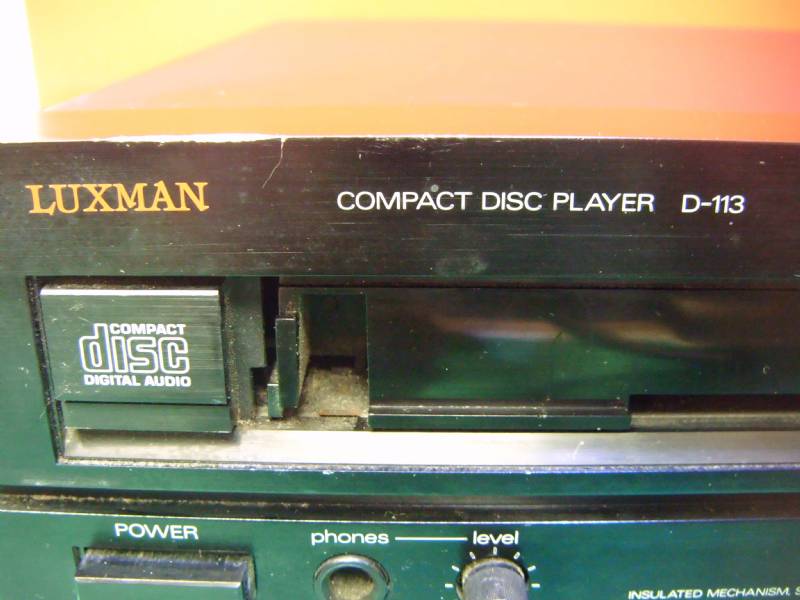 LUXMAN COMPACT DISC PLAYER D-113
COMPACT
disc
DIGITAL AUDIO
POWER
phones level
INSULATED MECHANISM.